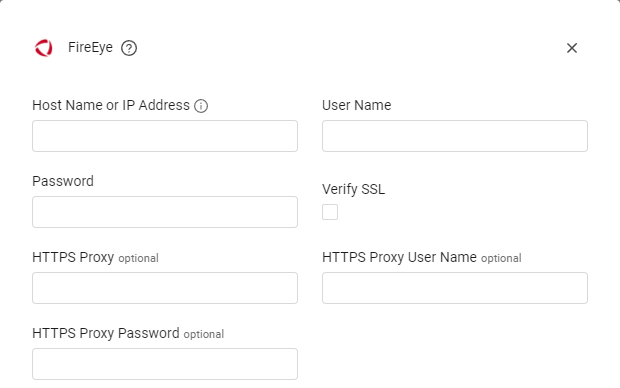 FireEye
Host Name or IP Address
User Name
Password
Verify SSL
HTTPS Proxy optional
HTTPS Proxy User Name optional
HTTPS Proxy Password optional